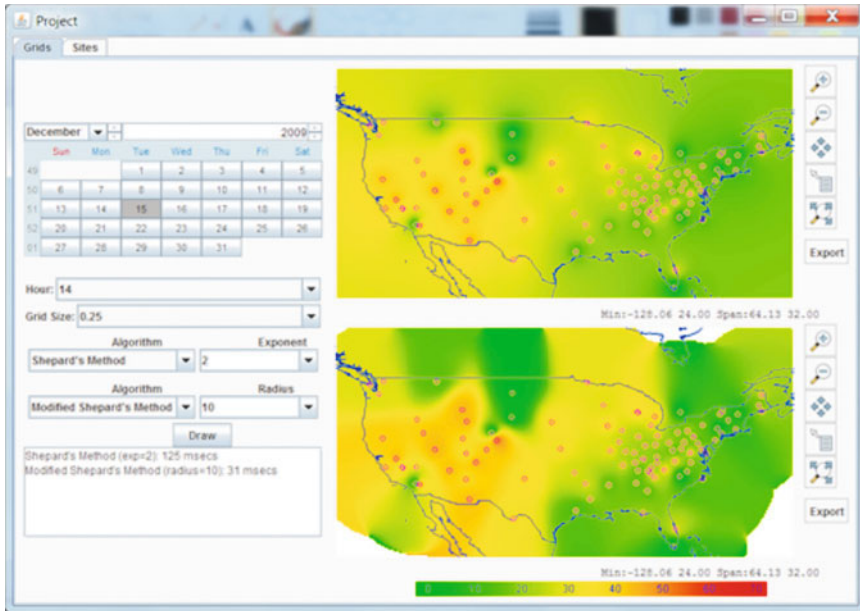 Project
Grids Sites
December 2009
Sun Mon Tue Wed Thu Fri Sat
49 1 2 3 4 5
50 6 7 8 9 10 11 12
51 13 14 15 16 17 18 19
52 20 21 22 23 24 25 26
01 27 28 29 30 31
Hour: 14
Grid Size: 0.25
Algorithm Exponent
Shepard's Method 2
Algorithm Radius
Modified Shepard's Method 10
Draw
Shepard's Method (exp=2): 125 msecs
Modified Shepard's Method (radius=10): 31 msecs
Export
Min:-128.06 24.00 Span:64.13 32.00
Export
Min:-128.06 24.00 Span:64.13 32.00
0 10 20 30 40 50 60 70